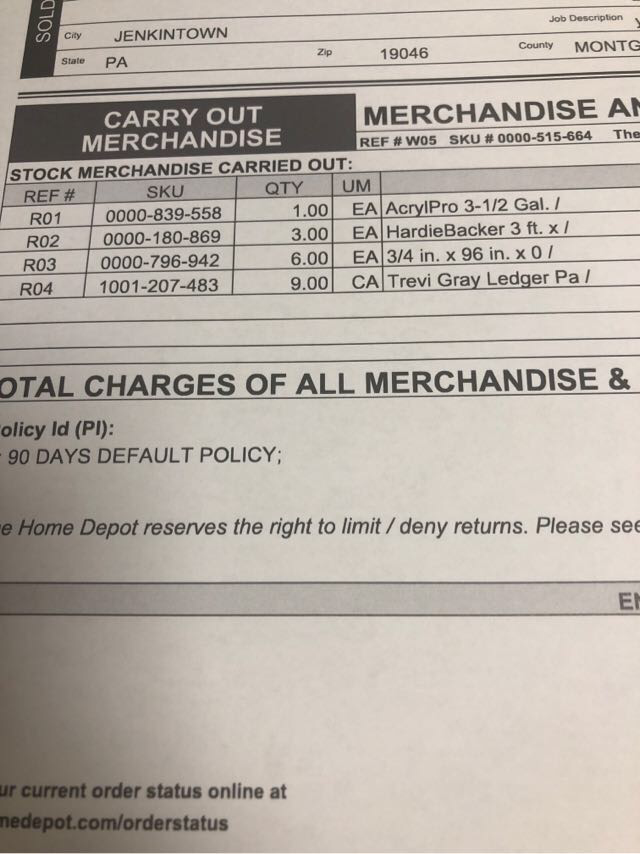 SOLD
Job Description
City JENKINTOWN
State PA Zip 19046 County MONTG
CARRY OUT
MERCHANDISE
MERCHANDISE AN
REF # W05 SKU # 0000-515-664 The
STOCK MERCHANDISE CARRIED OUT:
REF # SKU QTY UM
R01 0000-839-558 1.00 EA AcrylPro 3-1/2 Gal. /
R02 0000-180-869 3.00 EA HardieBacker 3 ft. x /
R03 0000-796-942 6.00 EA 3/4 in. x 96 in. x 0 /
R04 1001-207-483 9.00 CA Trevi Gray Ledger Pa /
OTAL CHARGES OF ALL MERCHANDISE &
olicy Id (PI):
90 DAYS DEFAULT POLICY;
e Home Depot reserves the right to limit / deny returns. Please see
EN
ur current order status online at
medepot.com/orderstatus